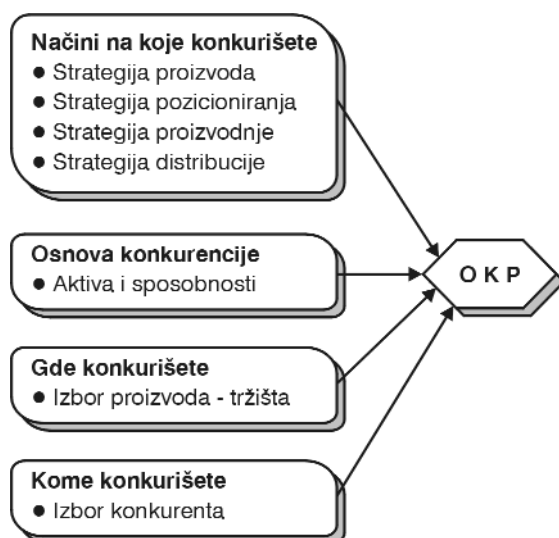 Načini na koje konkurišete
● Strategija proizvoda
● Strategija pozicioniranja
● Strategija proizvodnje
● Strategija distribucije
Osnova konkurencije
● Aktiva i sposobnosti
O K P
Gde konkurišete
● Izbor proizvoda - tržišta
Kome konkurišete
● Izbor konkurenta